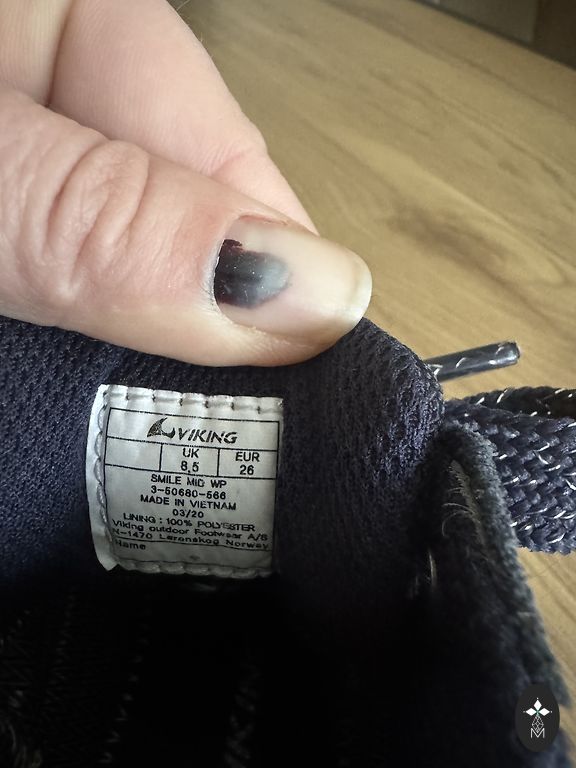 VIKING
UK EUR
8,5 26
SMILE MID WP
3-50680-566
MADE IN VIETNAM
03/20
LINING : 100% POLYESTER
Viking outdoor Footwear A/S
N-1470 Lørenskog Norway
Name
M